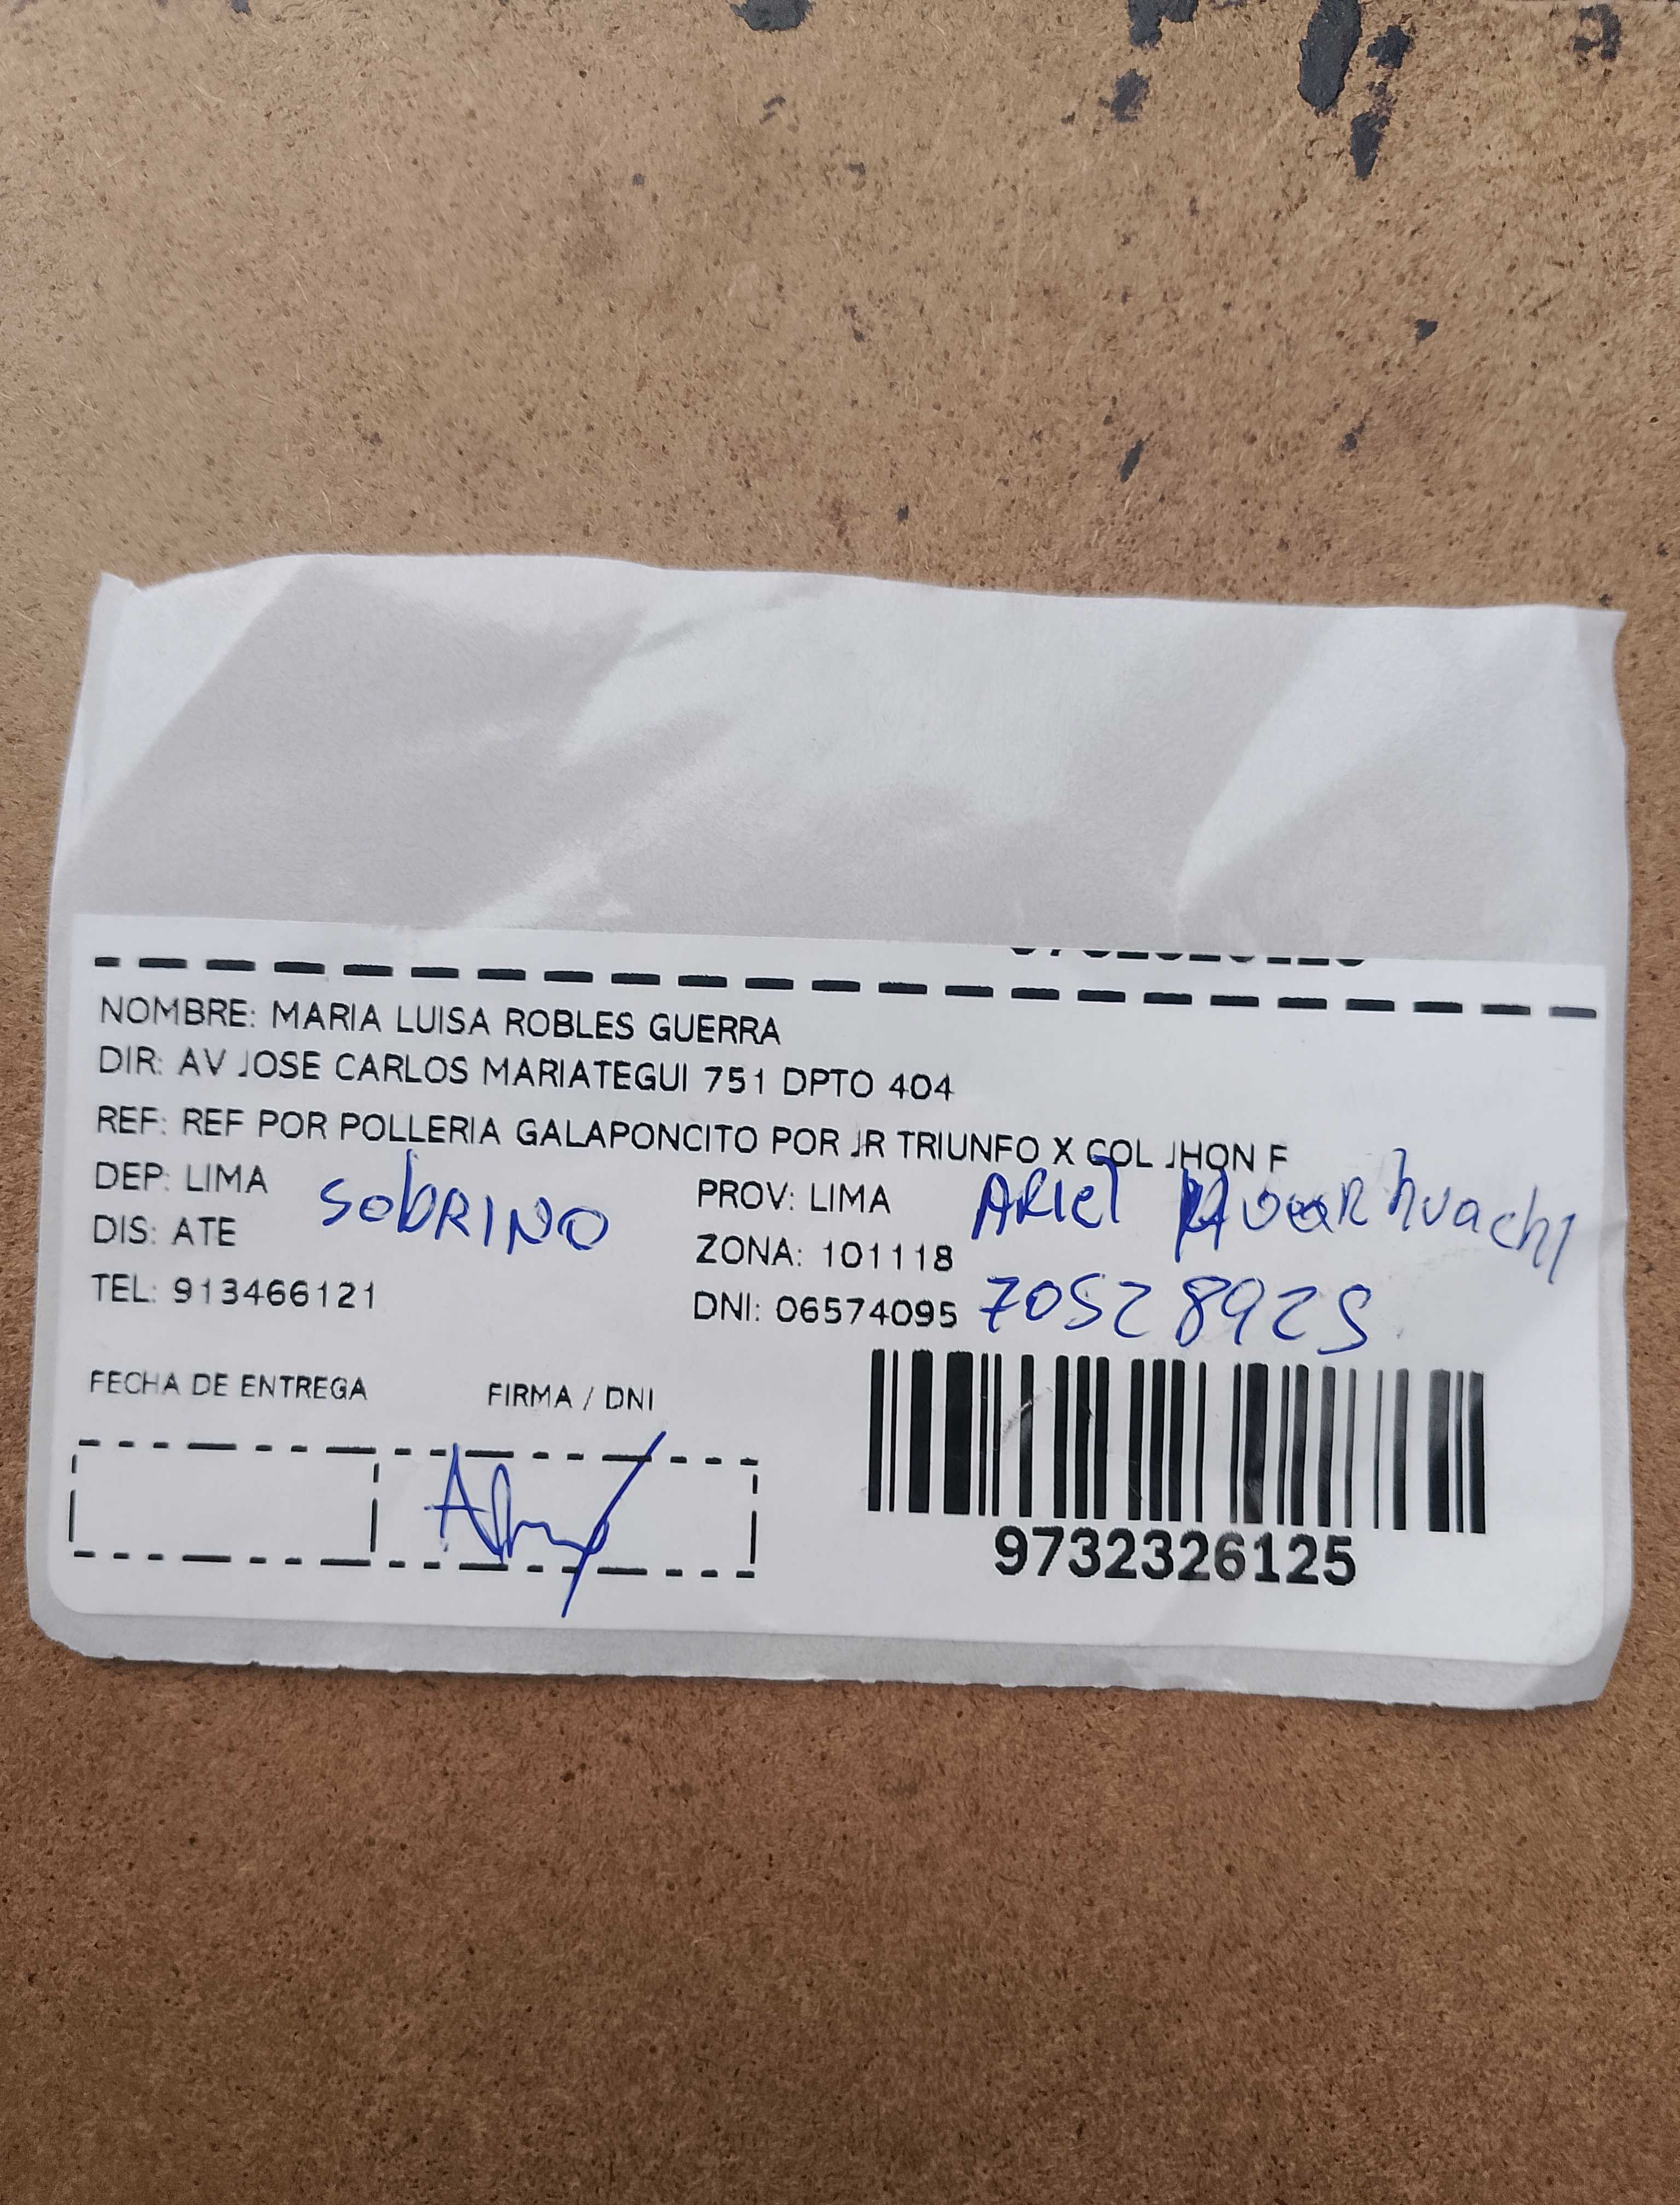 NOMBRE: MARIA LUISA ROBLES GUERRA
DIR: AV JOSE CARLOS MARIATEGUI 751 DPTO 404
REF: REF POR POLLERIA GALAPONCITO POR JR TRIUNFO X COL JHON F
DEP: LIMA PROV: LIMA
SOBRINO Ariel
DIS: ATE ZONA: 101118
TEL: 913466121 DNI: 06574095 70528925
FECHA DE ENTREGA FIRMA / DNI
9732326125